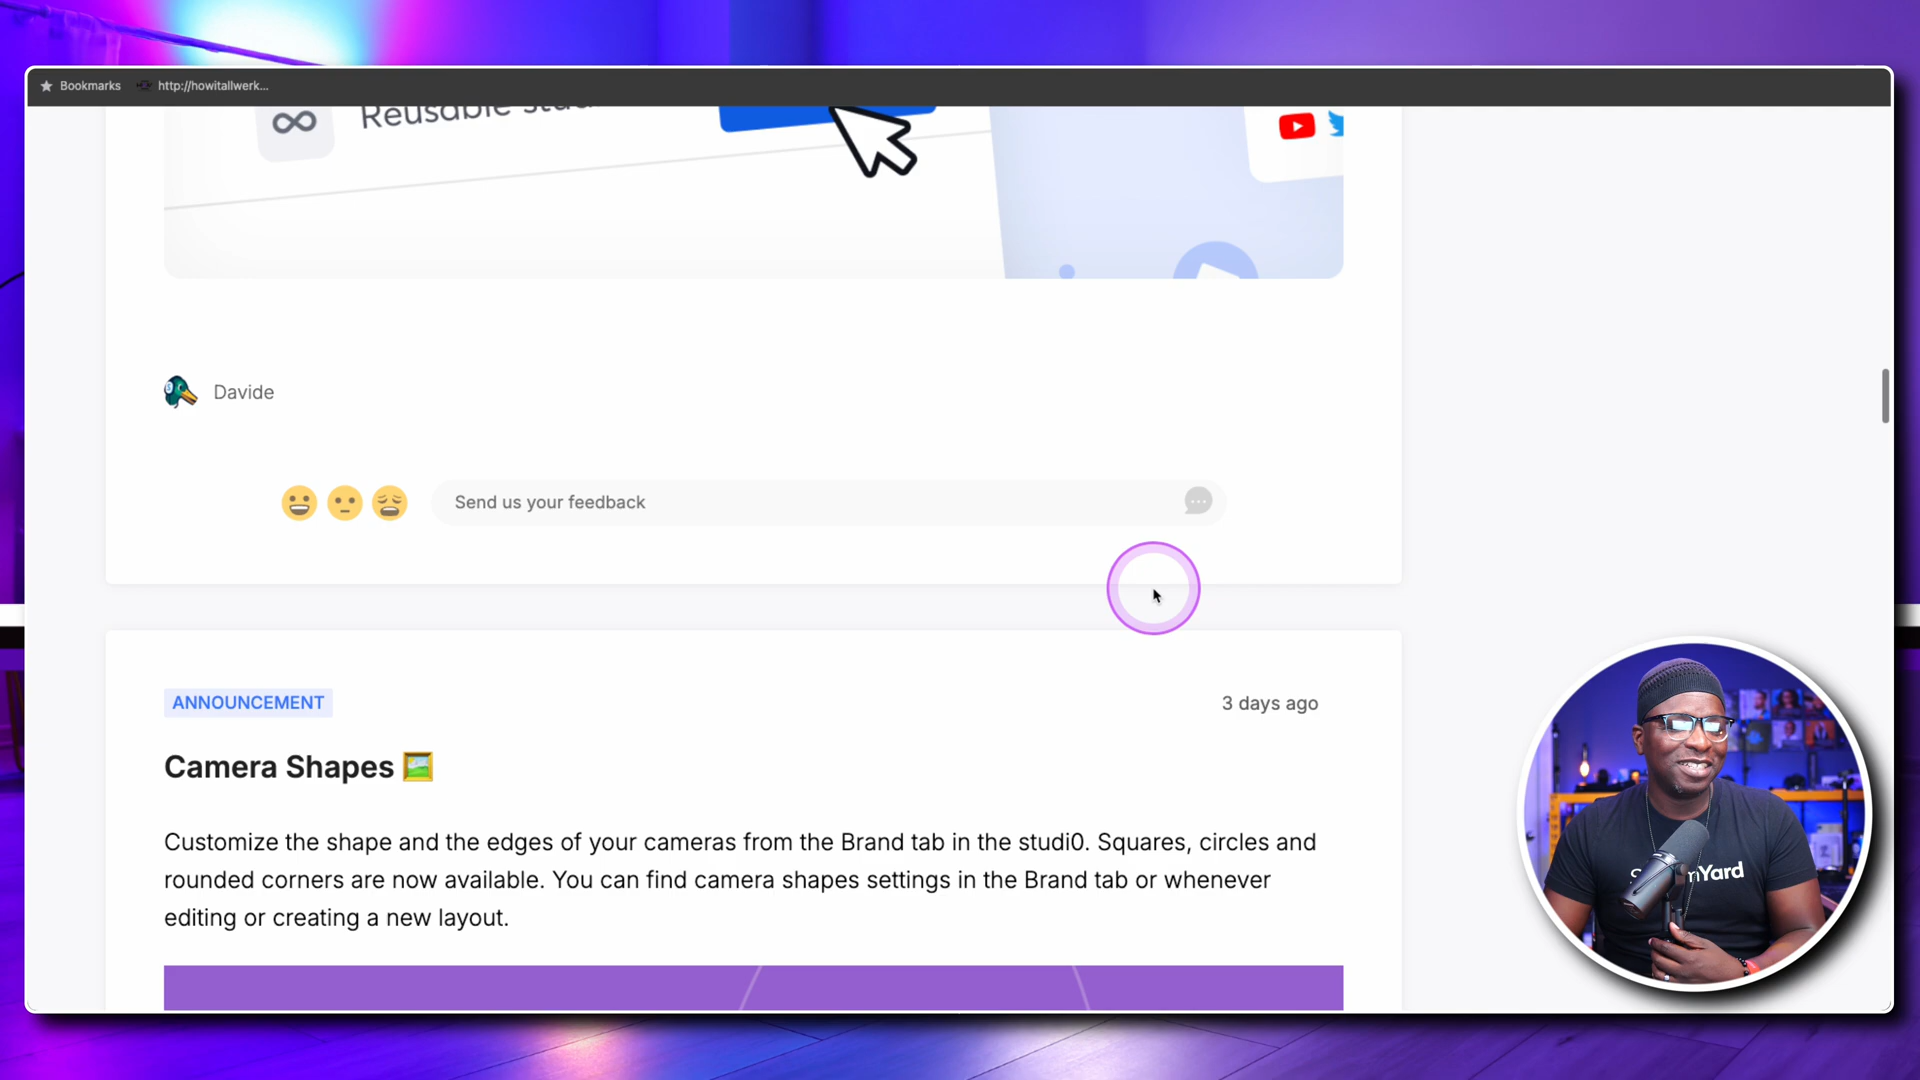 Bookmarks http://howitallwerk...
Reusable
Davide
Send us your feedback
ANNOUNCEMENT 3 days ago
Camera Shapes
Customize the shape and the edges of your cameras from the Brand tab in the studi0. Squares, circles and
rounded corners are now available. You can find camera shapes settings in the Brand tab or whenever
editing or creating a new layout.